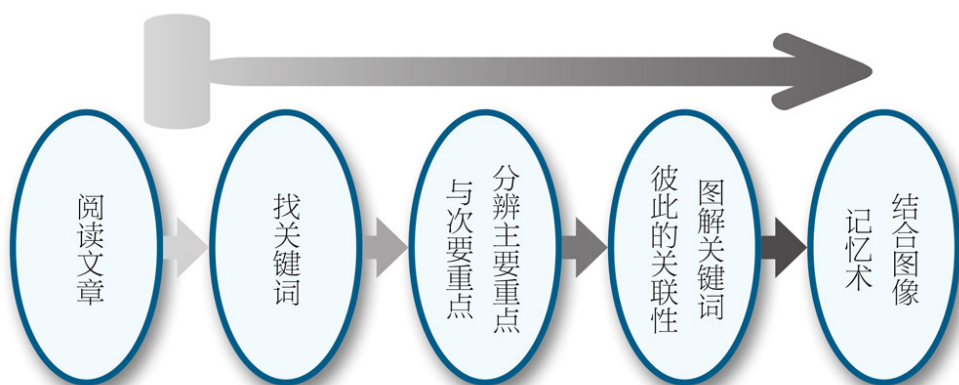 阅读文章
找关键词
分辨主要重点
与次要重点
图解关键词
彼此的关联性
结合图像
记忆术